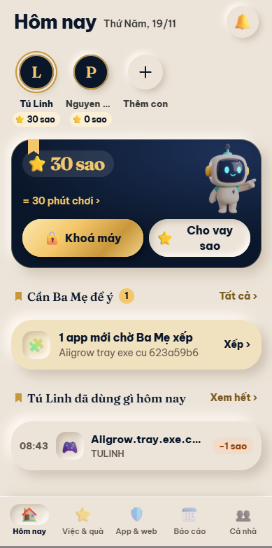 Hôm nay Thứ Năm, 19/11
L P
Tú Linh Nguyen ... Thêm con
30 sao 0 sao
30 sao
= 30 phút chơi ›
Khoá máy
Cho vay
sao
Cần Ba Mẹ để ý 1 Tất cả ›
1 app mới chờ Ba Mẹ xếp
Aiigrow tray exe cu 623a59b6
Xếp ›
Tú Linh đã dùng gì hôm nay Xem hết ›
08:43 Aiigrow.tray.exe.c... −1 sao
TULINH
Hôm nay Việc & quà App & web Báo cáo Cả nhà